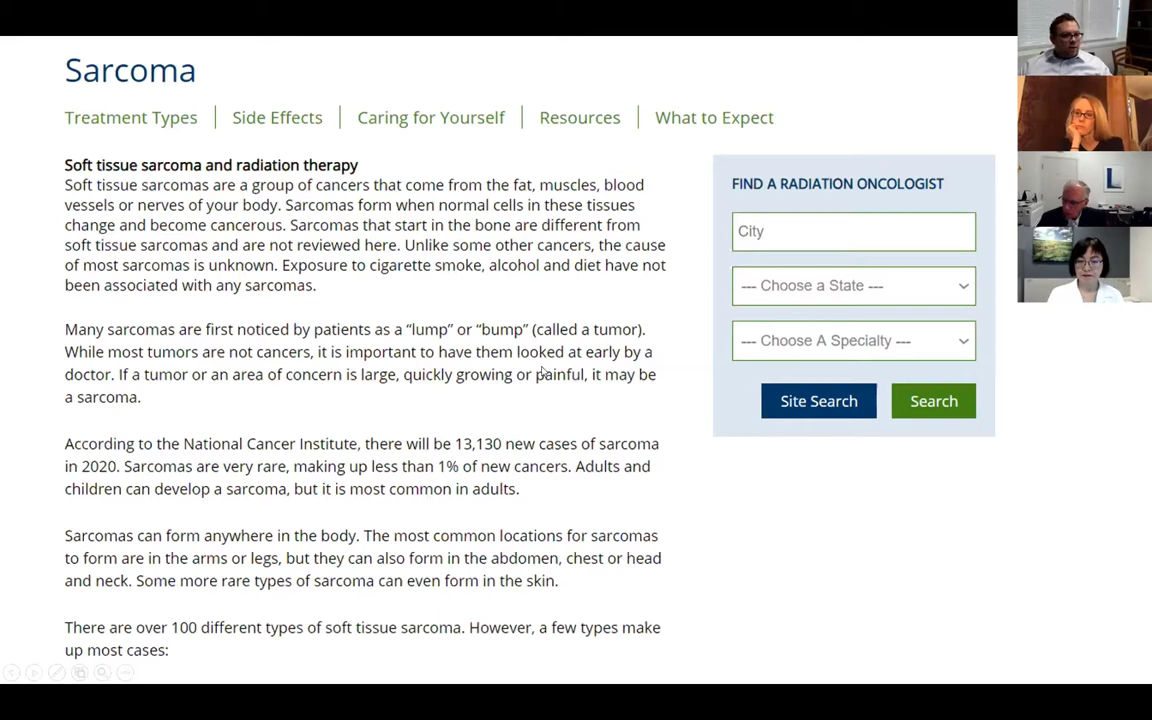 Sarcoma
Treatment Types
Side Effects
Caring for Yourself
Resources
What to Expect
Soft tissue sarcoma and radiation therapy
Soft tissue sarcomas are a group of cancers that come from the fat, muscles, blood
vessels or nerves of your body. Sarcomas form when normal cells in these tissues
change and become cancerous. Sarcomas that start in the bone are different from
soft tissue sarcomas and are not reviewed here. Unlike some other cancers, the cause
of most sarcomas is unknown. Exposure to cigarette smoke, alcohol and diet have not
been associated with any sarcomas.
Many sarcomas are first noticed by patients as a “lump” or “bump” (called a tumor).
While most tumors are not cancers, it is important to have them looked at early by a
doctor. If a tumor or an area of concern is large, quickly growing or painful, it may be
a sarcoma.
According to the National Cancer Institute, there will be 13,130 new cases of sarcoma
in 2020. Sarcomas are very rare, making up less than 1% of new cancers. Adults and
children can develop a sarcoma, but it is most common in adults.
Sarcomas can form anywhere in the body. The most common locations for sarcomas
to form are in the arms or legs, but they can also form in the abdomen, chest or head
and neck. Some more rare types of sarcoma can even form in the skin.
There are over 100 different types of soft tissue sarcoma. However, a few types make
up most cases:
FIND A RADIATION ONCOLOGIST
City
--- Choose a State ---
--- Choose A Specialty ---
Site Search
Search